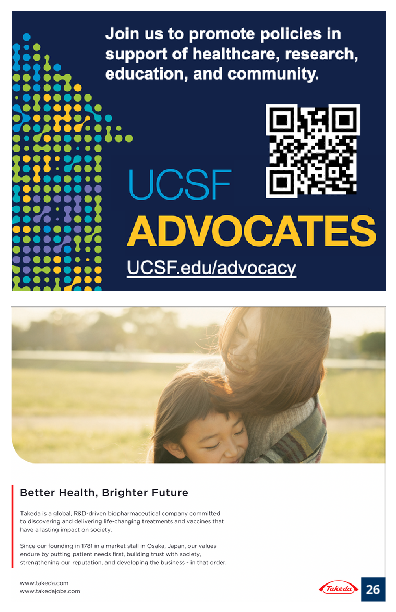 Join us to promote policies in
support of healthcare, research,
education, and community.
UCSF
ADVOCATES
UCSF.edu/advocacy
Better Health, Brighter Future
Takeda is a global, R&D-driven biopharmaceutical company committed
to discovering and delivering life-changing treatments and vaccines that
have a lasting impact on society.
Since our founding in 1781 in a market stall in Osaka, Japan, our values
endure by putting patient needs first, building trust with society,
strengthening our reputation, and developing the business - in that order.
www.takeda.com
www.takedajobs.com
Takeda
26